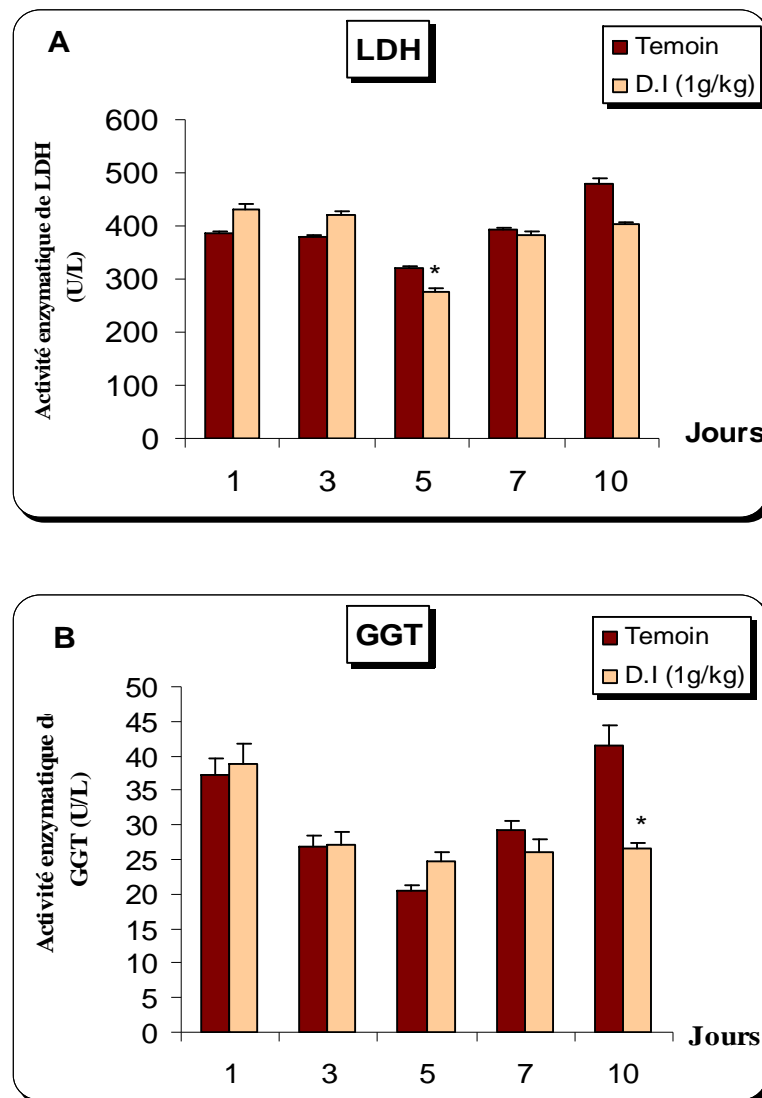 A
LDH
Temoin
D.I (1g/kg)
Activité enzymatique de LDH
(U/L)
600
500
400
300
200
100
0
*
1 3 5 7 10
Jours
B
GGT
Temoin
D.I (1g/kg)
Activité enzymatique d
GGT (U/L)
50
45
40
35
30
25
20
15
10
5
0
*
1 3 5 7 10
Jours